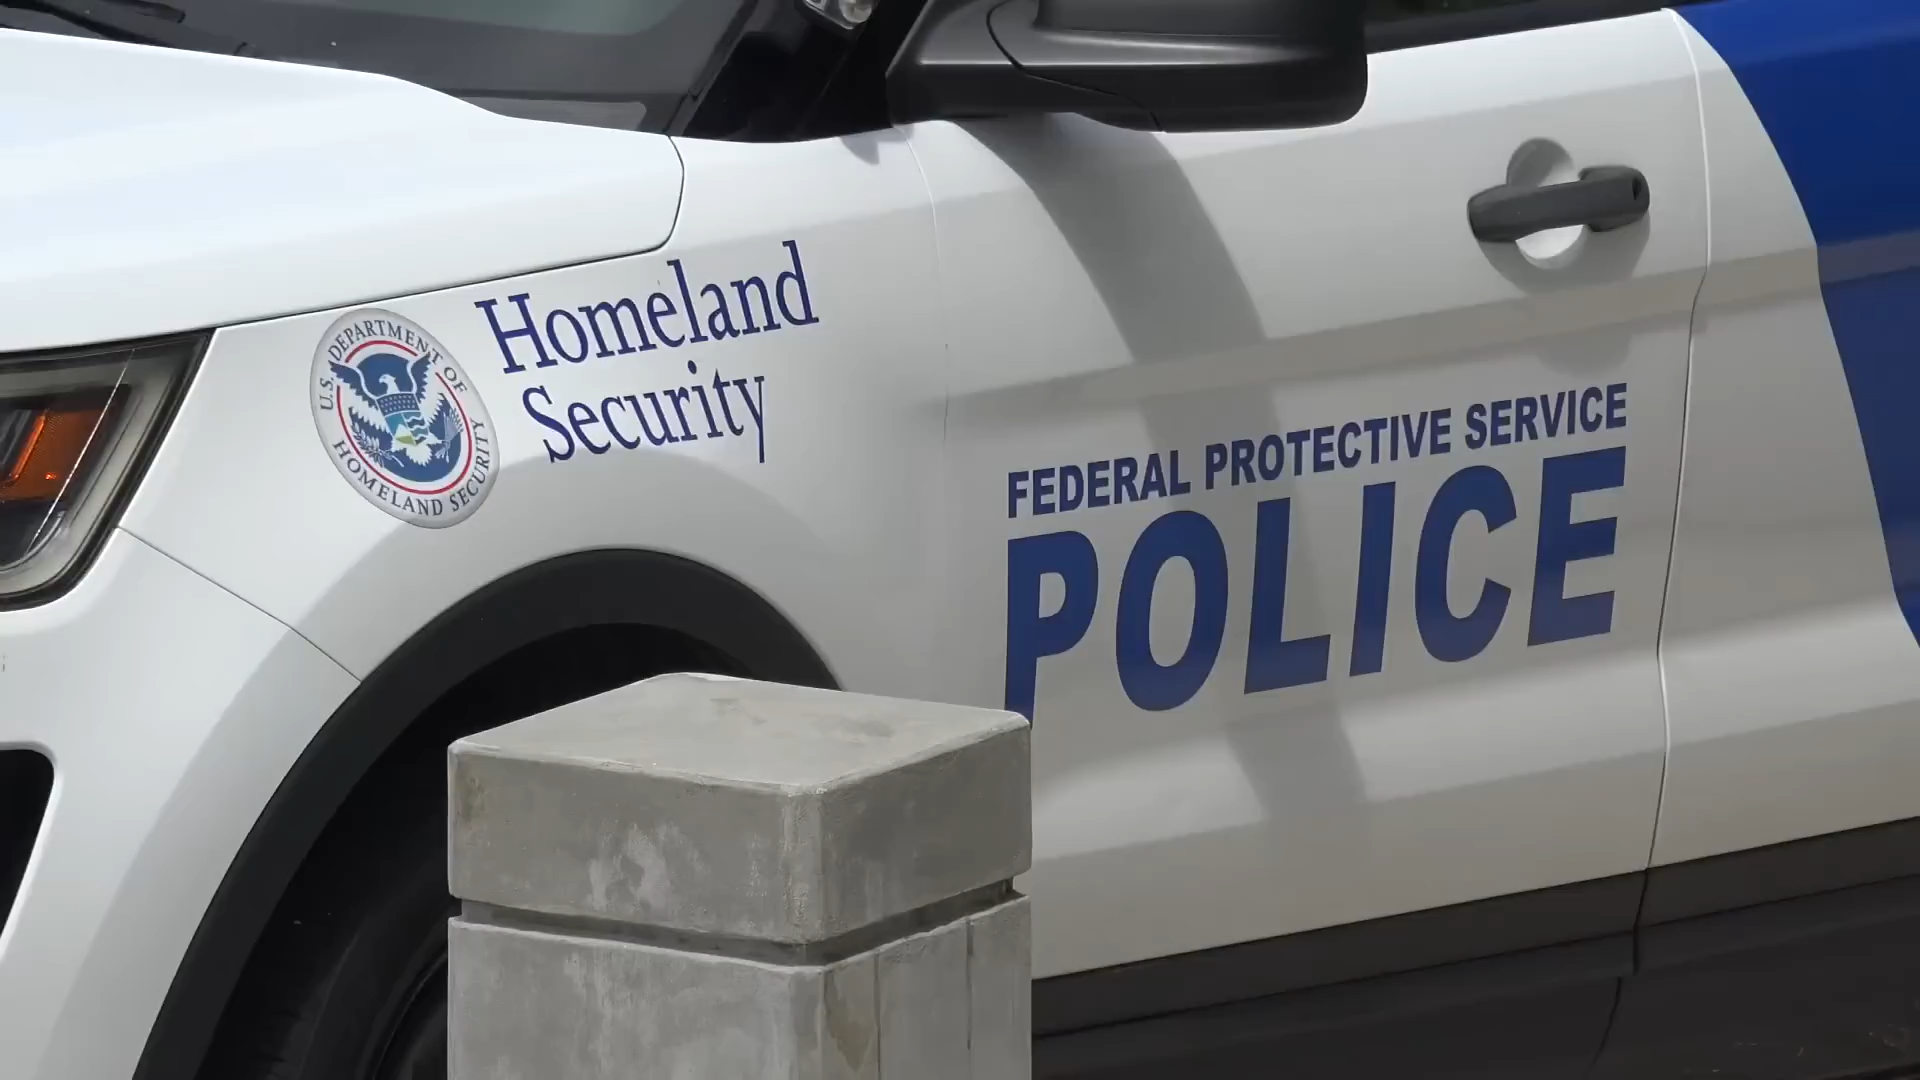 U.S. DEPARTMENT OF
HOMELAND SECURITY
Homeland
Security
FEDERAL PROTECTIVE SERVICE
POLICE